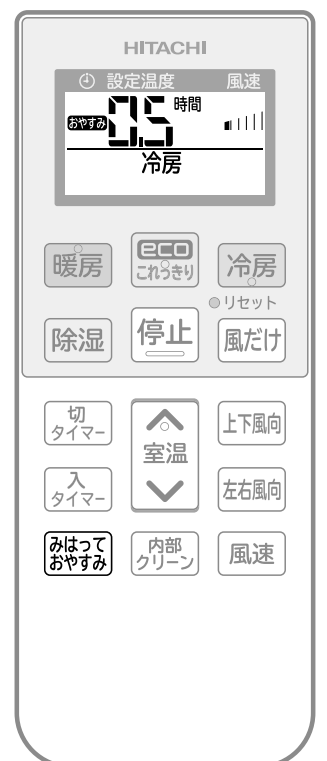 HITACHI
設定温度 風速
おやすみ 0.5 時間
冷房
暖房 eco これっきり 冷房
リセット
除湿 停止 風だけ
切タイマー 室温 上下風向
入タイマー 左右風向
みはっておやすみ 内部クリーン 風速